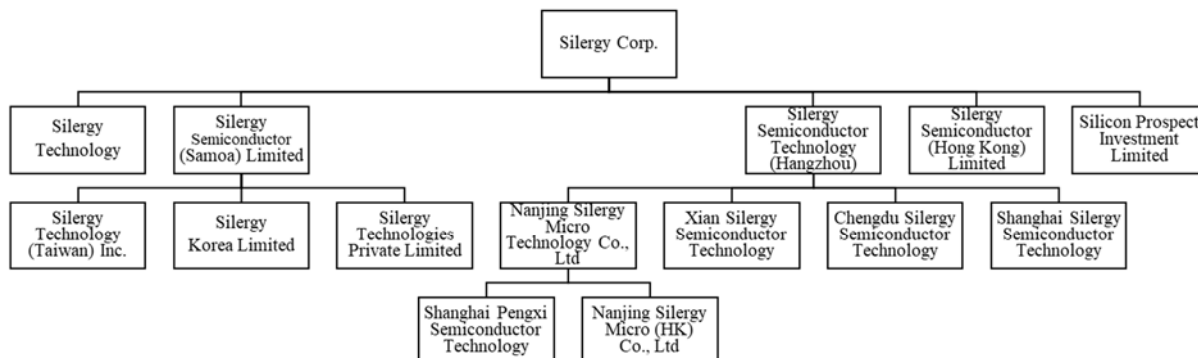 Silergy Corp.
Silergy
Technology
Silergy
Semiconductor
(Samoa) Limited
Silergy
Semiconductor
Technology
(Hangzhou)
Silergy
Semiconductor
(Hong Kong)
Limited
Silicon Prospect
Investment
Limited
Silergy
Technology
(Taiwan) Inc.
Silergy
Korea Limited
Silergy
Technologies
Private Limited
Nanjing Silergy
Micro
Technology Co.,
Ltd
Xian Silergy
Semiconductor
Technology
Chengdu Silergy
Semiconductor
Technology
Shanghai Silergy
Semiconductor
Technology
Shanghai Pengxi
Semiconductor
Technology
Nanjing Silergy
Micro (HK)
Co., Ltd